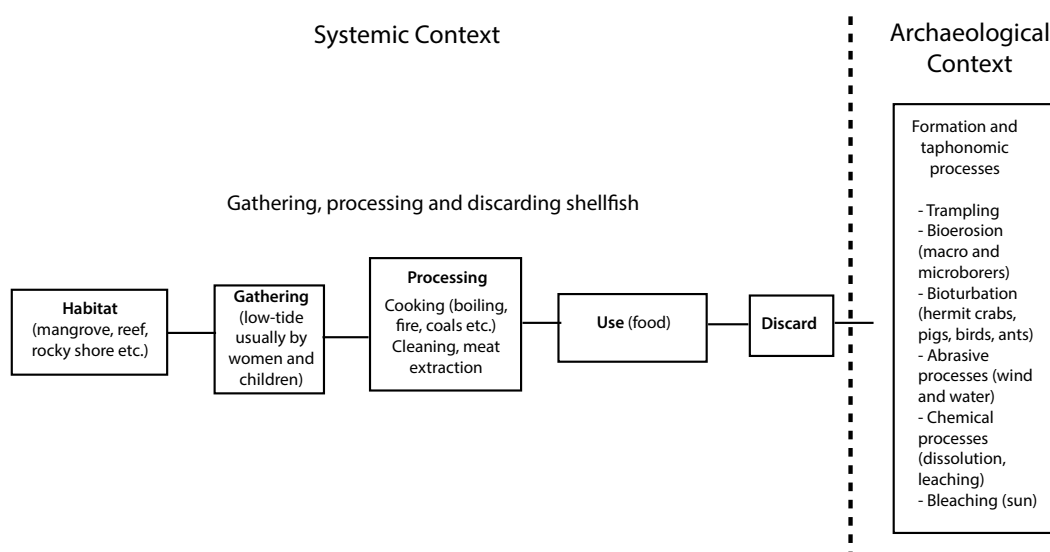 Systemic Context
Archaeological
Context
Gathering, processing and discarding shellfish
Habitat
(mangrove, reef,
rocky shore etc.)
Gathering
(low-tide
usually by
women and
children)
Processing
Cooking (boiling,
fire, coals etc.)
Cleaning, meat
extraction
Use (food)
Discard
Formation and
taphonomic
processes
- Trampling
- Bioerosion
(macro and
microborers)
- Bioturbation
(hermit crabs,
pigs, birds, ants)
- Abrasive
processes (wind
and water)
- Chemical
processes
(dissolution,
leaching)
- Bleaching (sun)